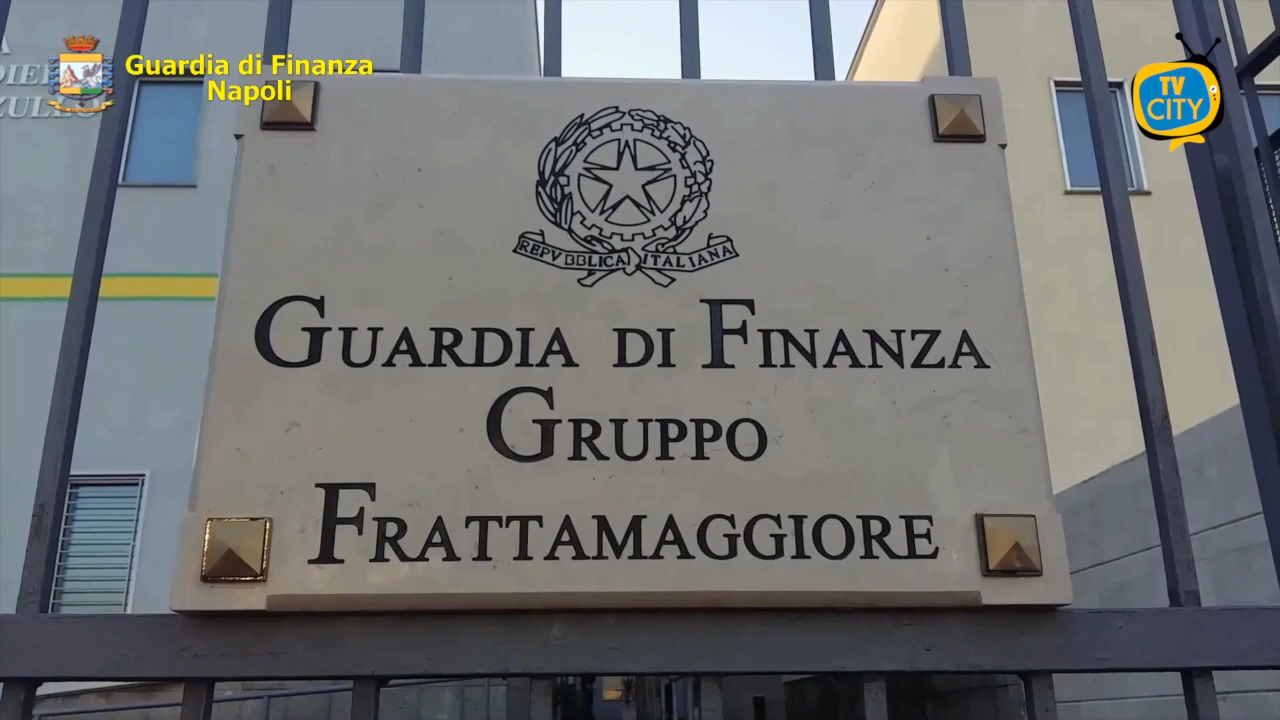 Guardia di Finanza
Napoli
TV
CITY
REPVBBLICA ITALIANA
GUARDIA DI FINANZA
GRUPPO
FRATTAMAGGIORE